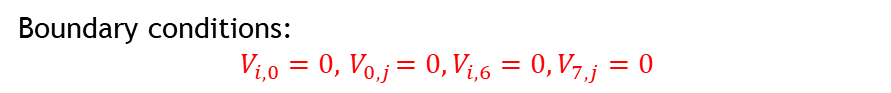 Boundary conditions:
V_{i,0} = 0, V_{0,j} = 0, V_{i,6} = 0, V_{7,j} = 0